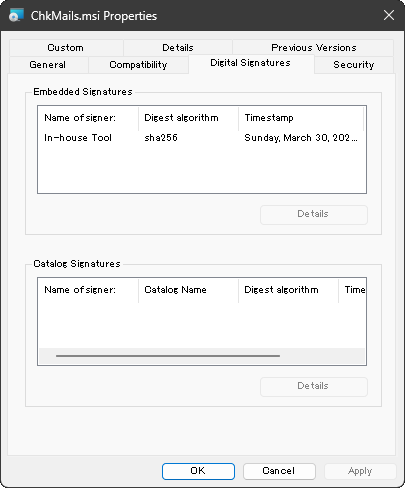 ChkMails.msi Properties
Custom Details Previous Versions
General Compatibility Digital Signatures Security
Embedded Signatures
Name of signer: Digest algorithm Timestamp
In-house Tool sha256 Sunday, March 30, 202...
Details
Catalog Signatures
Name of signer: Catalog Name Digest algorithm Time
Details
OK Cancel Apply